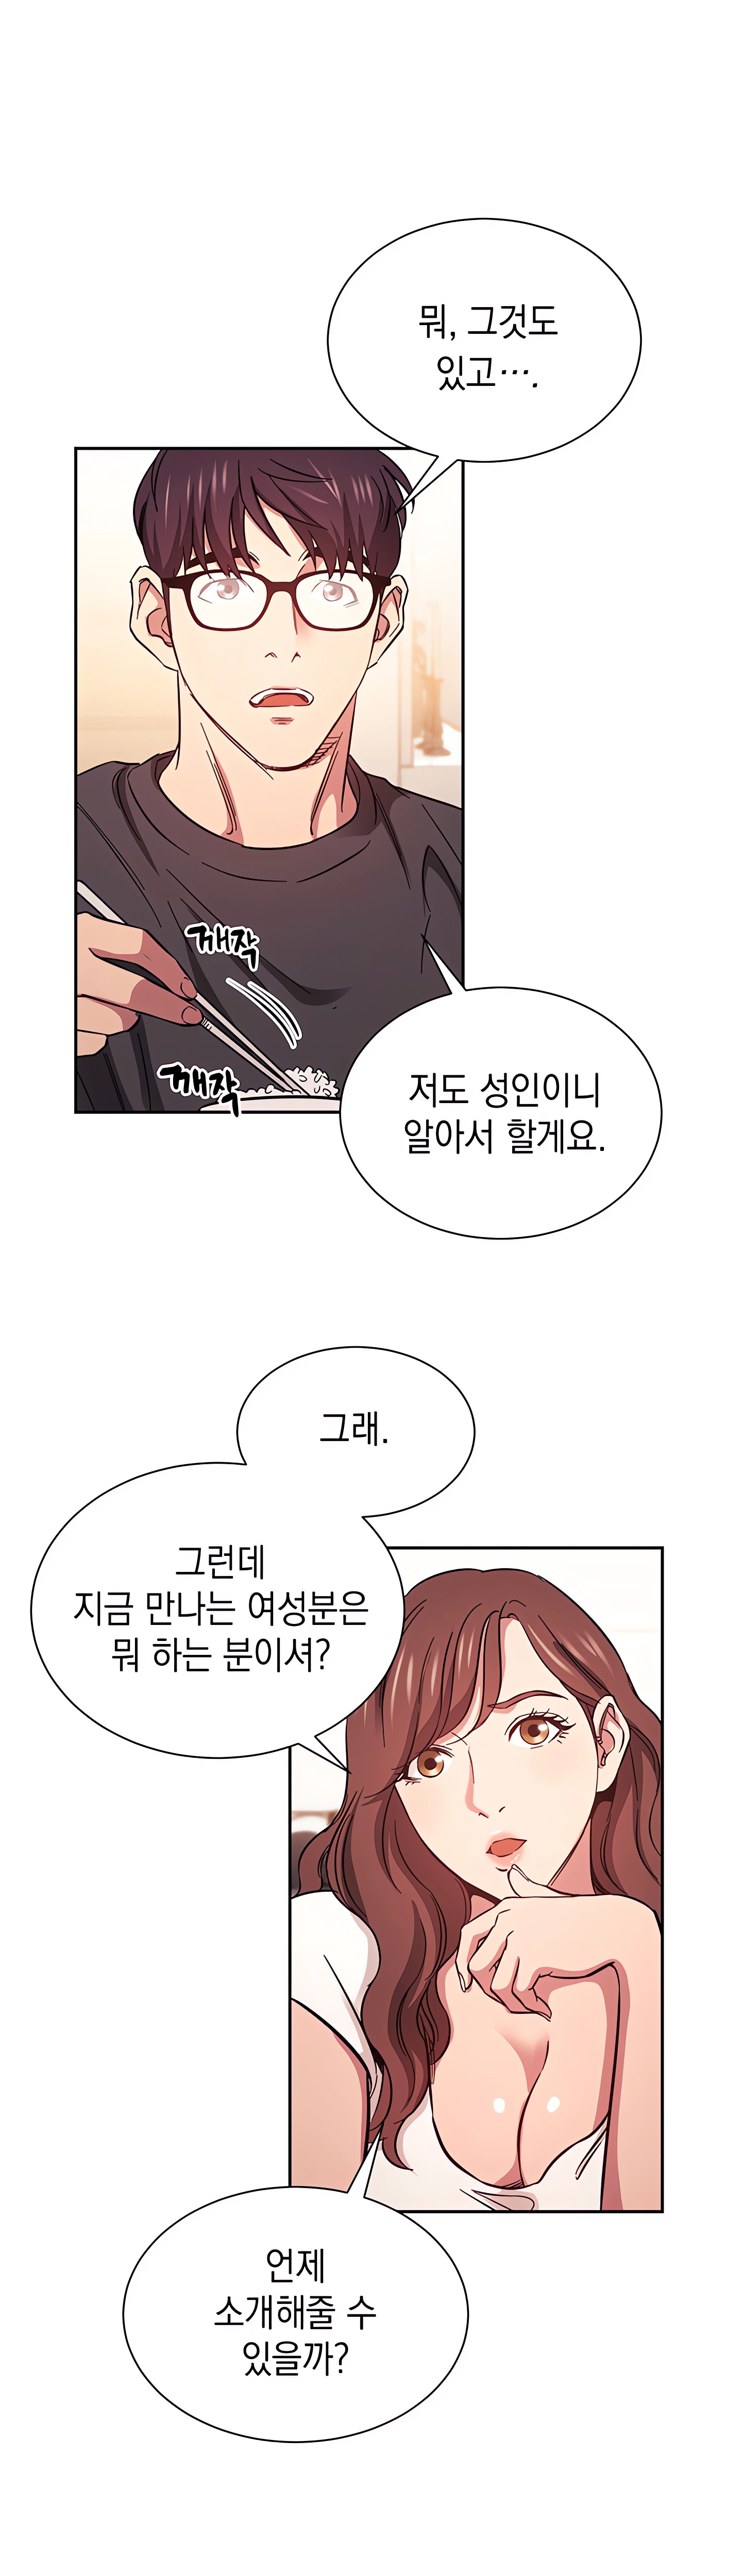 뭐, 그것도
있고….
깨작
깨작
저도 성인이니
알아서 할게요.
그래.
그런데
지금 만나는 여성분은
뭐 하는 분이셔?
언제
소개해줄 수
있을까?